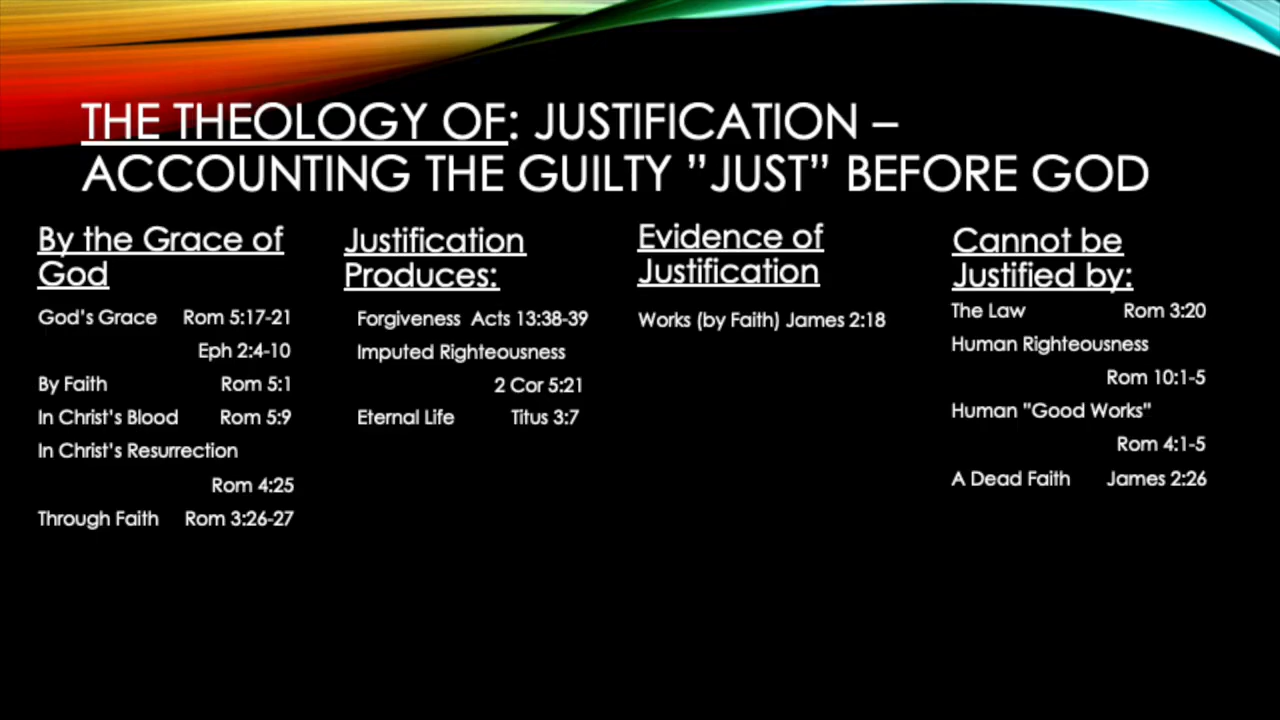 THE THEOLOGY OF: JUSTIFICATION –
ACCOUNTING THE GUILTY ”JUST” BEFORE GOD
By the Grace of
God
God’s Grace Rom 5:17-21
Eph 2:4-10
By Faith Rom 5:1
In Christ’s Blood Rom 5:9
In Christ’s Resurrection
Rom 4:25
Through Faith Rom 3:26-27
Justification
Produces:
Forgiveness Acts 13:38-39
Imputed Righteousness
2 Cor 5:21
Eternal Life Titus 3:7
Evidence of
Justification
Works (by Faith) James 2:18
Cannot be
Justified by:
The Law Rom 3:20
Human Righteousness
Rom 10:1-5
Human ”Good Works”
Rom 4:1-5
A Dead Faith James 2:26